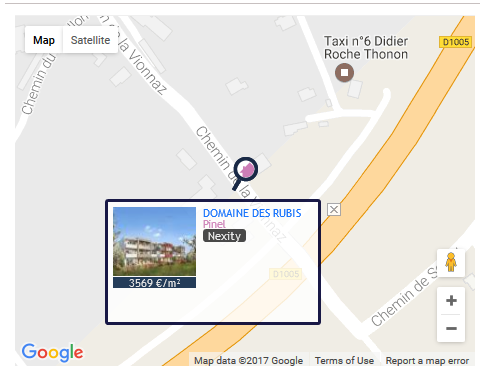 Map
Satellite
Taxi n°6 Didier
Roche Thonon
D1005
Chemin de la Vionnaz
Chemin du
Chemin de la Vionnaz
DOMAINE DES RUBIS
Pinel
Nexity
3569 €/m²
D1005
Chemin de S
Google
Map data ©2017 Google
Terms of Use
Report a map error